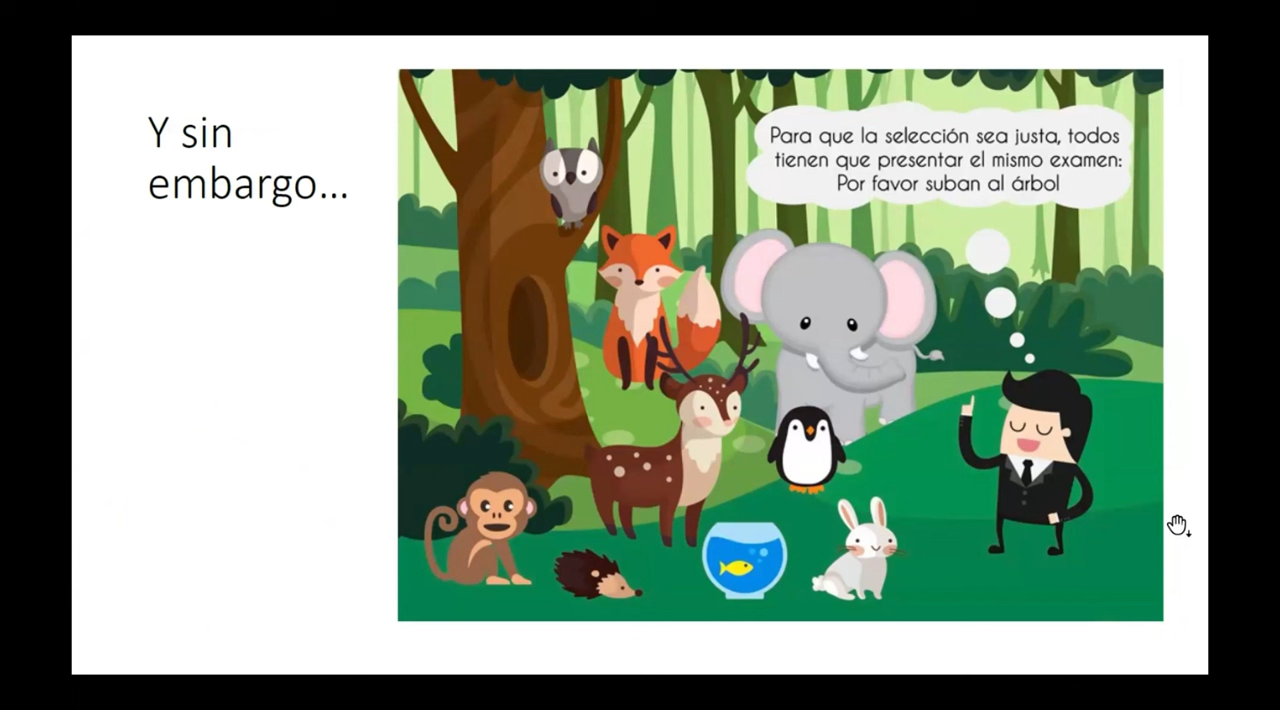 Y sin
embargo...
Para que la selección sea justa, todos
tienen que presentar el mismo examen:
Por favor suban al árbol